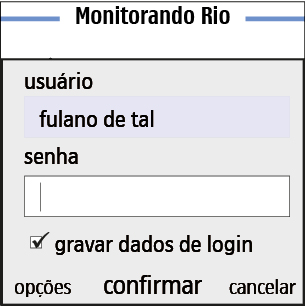 Monitorando Rio
usuário
fulano de tal
senha
gravar dados de login
opções confirmar cancelar